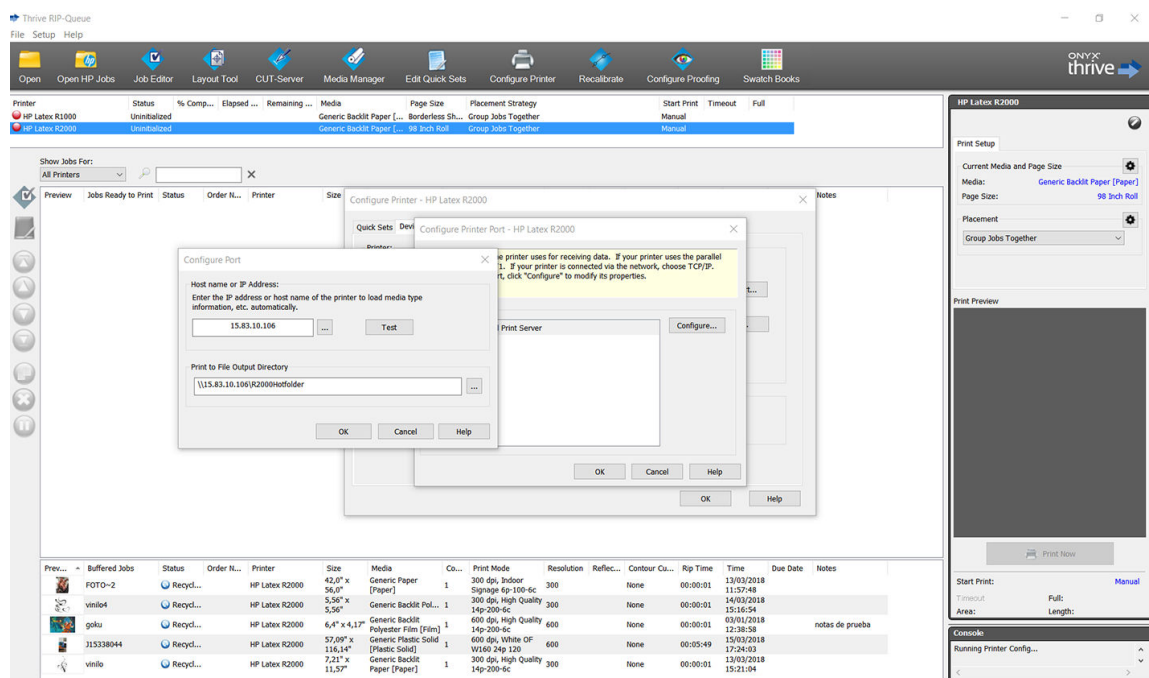 Thrive RIP-Queue
File Setup Help
Open Open HP Jobs Job Editor Layout Tool CUT-Server Media Manager Edit Quick Sets Configure Printer Recalibrate Configure Proofing Swatch Books
ONYX
thrive
Printer Status % Comp... Elapsed ... Remaining ... Media Page Size Placement Strategy Start Print Timeout Full
HP Latex R1000 Uninitialized Generic Backlit Paper [... Borderless Sh... Group Jobs Together Manual
HP Latex R2000 Uninitialized Generic Backlit Paper [... 98 Inch Roll Group Jobs Together Manual
Show Jobs For:
All Printers
Preview Jobs Ready to Print Status Order N... Printer Size Notes
Configure Printer - HP Latex R2000
Quick Sets Devi
Printer:
t...
Configure Printer Port - HP Latex R2000
e printer uses for receiving data. If your printer uses the parallel
1. If your printer is connected via the network, choose TCP/IP.
rt, click "Configure" to modify its properties.
Print Server
Configure...
OK Cancel Help
OK Help
Configure Port
Host name or IP Address:
Enter the IP address or host name of the printer to load media type
information, etc. automatically.
15.83.10.106 ... Test
Print to File Output Directory
\\15.83.10.106\R2000Hotfolder ...
OK Cancel Help
HP Latex R2000
Print Setup
Current Media and Page Size
Media: Generic Backlit Paper [Paper]
Page Size: 98 Inch Roll
Placement
Group Jobs Together
Print Preview
Print Now
Start Print: Manual
Timeout Full:
Area: Length:
Console
Running Printer Config...
Prev... Buffered Jobs Status Order N... Printer Size Media Co... Print Mode Resolution Reflec... Contour Cu... Rip Time Time Due Date Notes
FOTO~2 Recycl... HP Latex R2000 42,0" x 56,0" Generic Paper [Paper] 1 300 dpi, Indoor Signage 6p-100-6c 300 None 00:00:01 13/03/2018 11:57:48
vinilo4 Recycl... HP Latex R2000 5,56" x 5,56" Generic Backlit Pol... 1 300 dpi, High Quality 14p-200-6c 300 None 00:00:01 14/03/2018 15:16:54
goku Recycl... HP Latex R2000 6,4" x 4,17" Generic Backlit Polyester Film [Film] 1 600 dpi, High Quality 14p-200-6c 600 None 00:00:01 03/01/2018 12:38:58 notas de prueba
J15338044 Recycl... HP Latex R2000 57,09" x 116,14" Generic Plastic Solid [Plastic Solid] 1 600 dpi, White OF W160 24p 120 600 None 00:05:49 15/03/2018 17:24:03
vinilo Recycl... HP Latex R2000 7,21" x 11,57" Generic Backlit Paper [Paper] 1 300 dpi, High Quality 14p-200-6c 300 None 00:00:01 13/03/2018 15:21:04